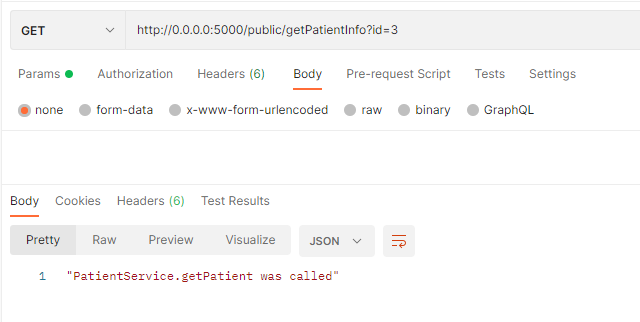 GET http://0.0.0.0:5000/public/getPatientInfo?id=3
Params Authorization Headers (6) Body Pre-request Script Tests Settings
none form-data x-www-form-urlencoded raw binary GraphQL
Body Cookies Headers (6) Test Results
Pretty Raw Preview Visualize JSON
1 "PatientService.getPatient was called"